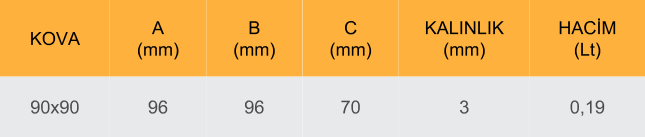 KOVA A (mm) B (mm) C (mm) KALINLIK (mm) HACİM (Lt)
90x90 96 96 70 3 0,19